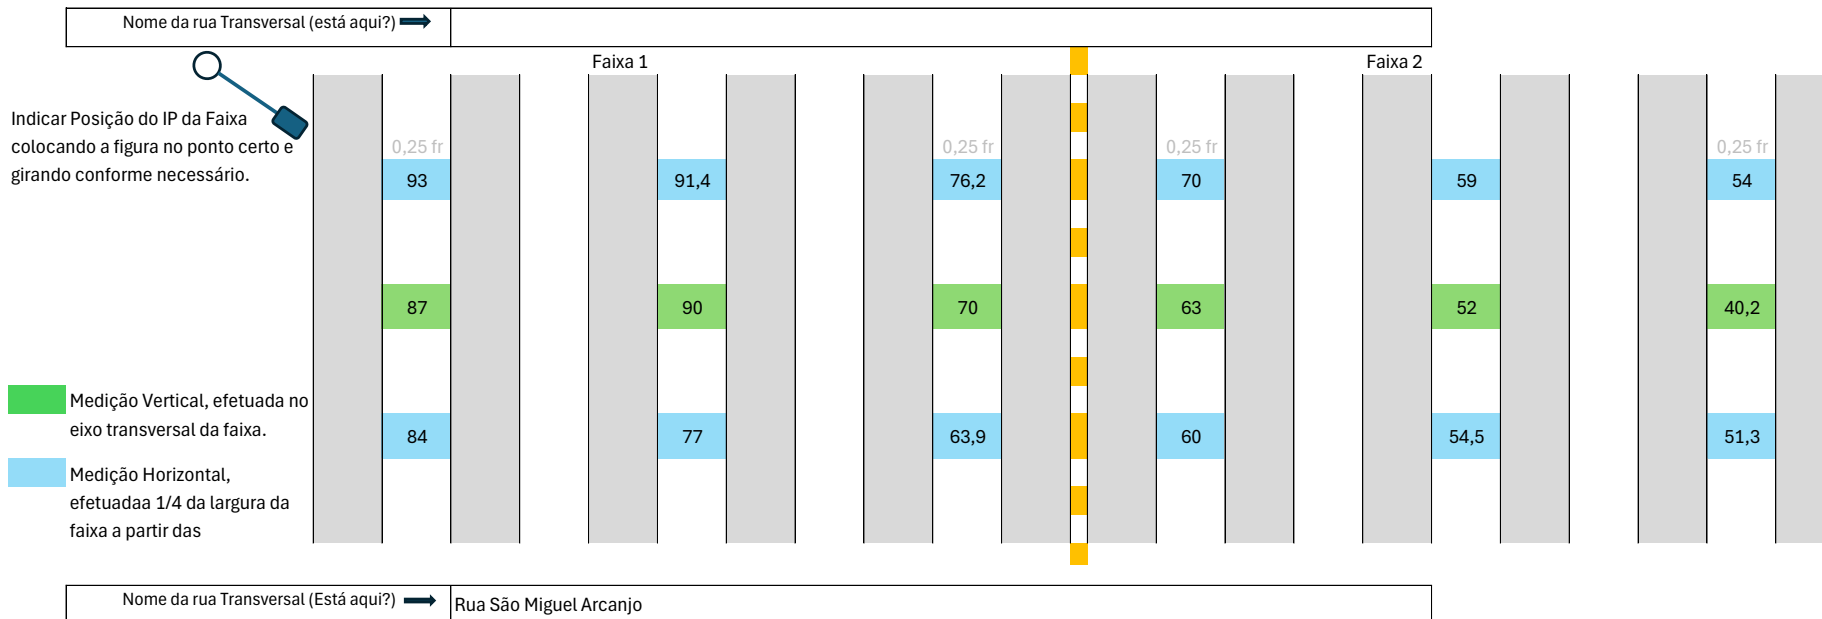 Nome da rua Transversal (está aqui?)
Faixa 1
Faixa 2
Indicar Posição do IP da Faixa
colocando a figura no ponto certo e
girando conforme necessário.
0,25 fr
0,25 fr
0,25 fr
0,25 fr
93
91,4
76,2
70
59
54
87
90
70
63
52
40,2
Medição Vertical, efetuada no
eixo transversal da faixa.
84
77
63,9
60
54,5
51,3
Medição Horizontal,
efetuadaa 1/4 da largura da
faixa a partir das
Nome da rua Transversal (Está aqui?)
Rua São Miguel Arcanjo